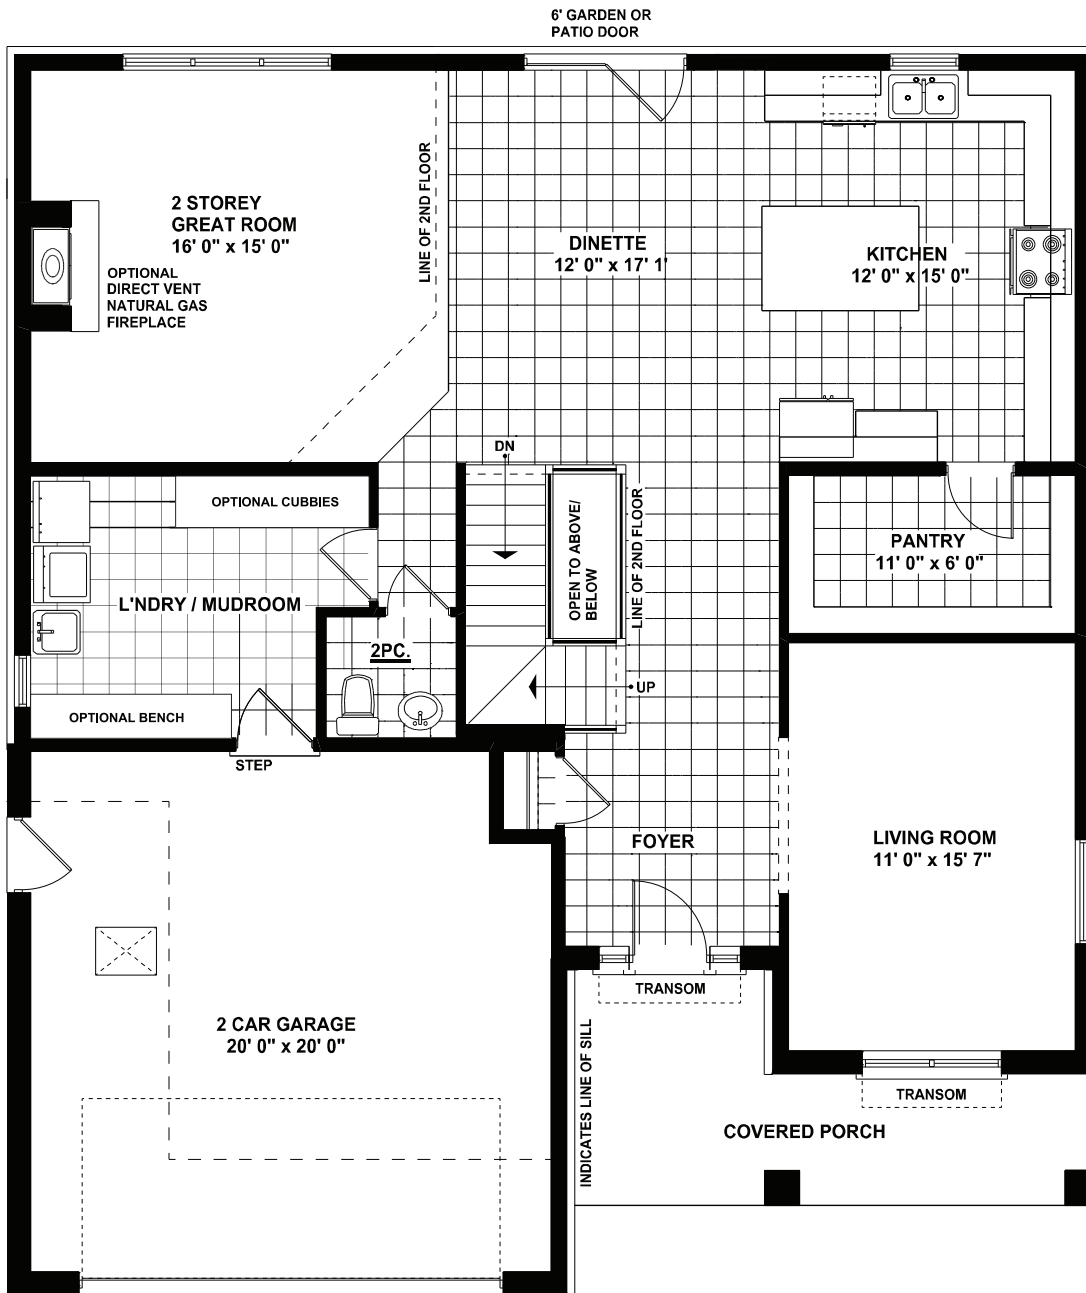 6' GARDEN OR
PATIO DOOR
2 STOREY
GREAT ROOM
16' 0" x 15' 0"
OPTIONAL
DIRECT VENT
NATURAL GAS
FIREPLACE
LINE OF 2ND FLOOR
DINETTE
12' 0" x 17' 1'
KITCHEN
12' 0" x 15' 0"
DN
OPTIONAL CUBBIES
OPEN TO ABOVE/
BELOW
LINE OF 2ND FLOOR
PANTRY
11' 0" x 6' 0"
L'NDRY / MUDROOM
2PC.
UP
OPTIONAL BENCH
STEP
FOYER
LIVING ROOM
11' 0" x 15' 7"
TRANSOM
2 CAR GARAGE
20' 0" x 20' 0"
INDICATES LINE OF SILL
TRANSOM
COVERED PORCH